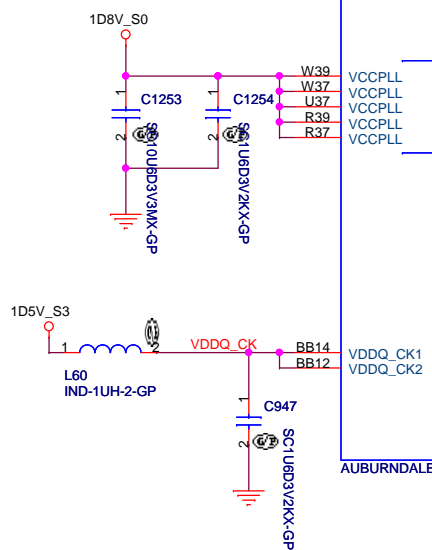 1D8V_S0
1
C1253
2
SC10U6D3V3MX-GP
1
C1254
2
SC1U6D3V2KX-GP
W39 VCCPLL
W37 VCCPLL
U37 VCCPLL
R39 VCCPLL
R37 VCCPLL
1D5V_S3
1
2
L60
IND-1UH-2-GP
VDDQ_CK
BB14 VDDQ_CK1
BB12 VDDQ_CK2
1
C947
2
G/P
SC1U6D3V2KX-GP
AUBURNDALE